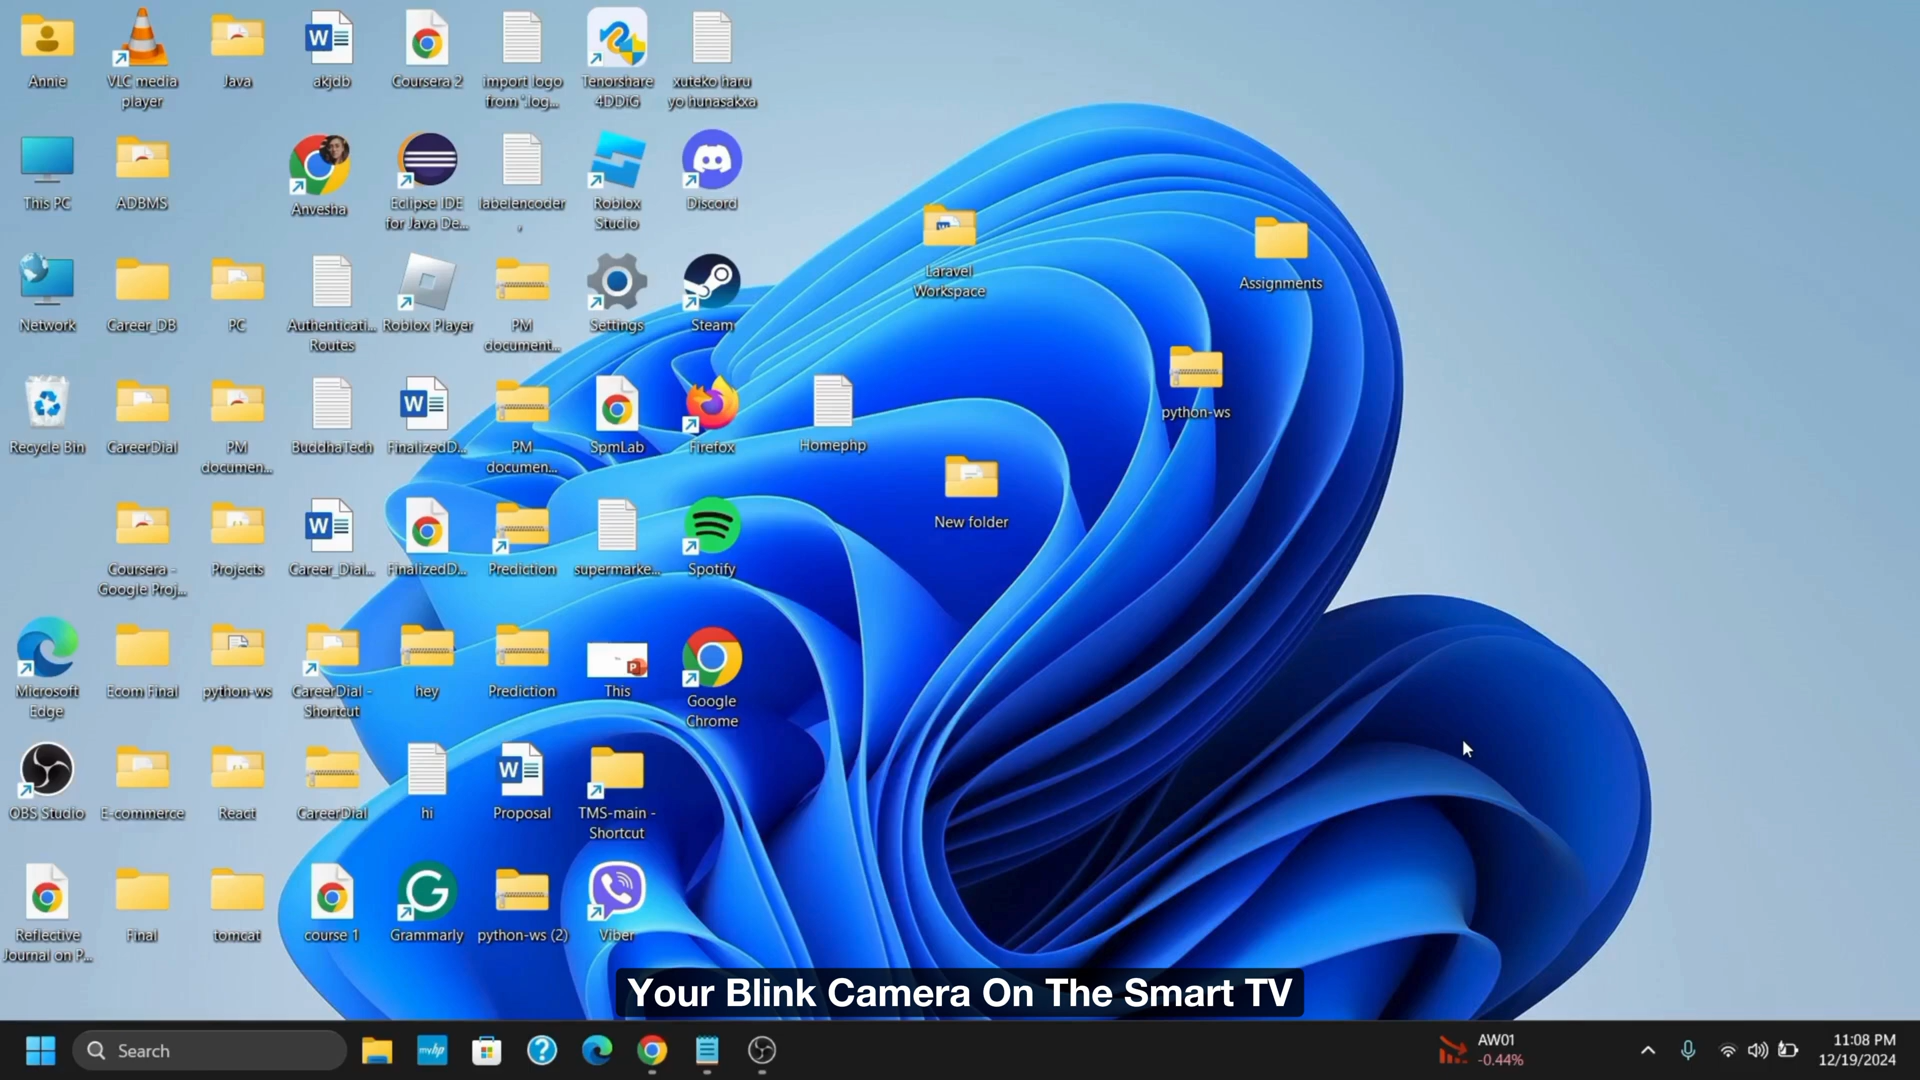 Annie
VLC media
player
Java
akjdb
Coursera 2
import logo
from '.log...
Tenorshare
4DDiG
xuteko haru
yo hunasakxa
This PC
ADBMS
Anvesha
Eclipse IDE
for Java De...
labelencoder
,
Roblox
Studio
Discord
Laravel
Workspace
Assignments
Network
Career_DB
PC
Authenticati...
Routes
Roblox Player
PM
document...
Settings
Steam
python-ws
Recycle Bin
CareerDial
PM
documen...
BuddhaTech
FinalizedD...
PM
documen...
SpmLab
Firefox
Homephp
New folder
Coursera -
Google Proj...
Projects
Career_Dial...
FinalizedD...
Prediction
supermarke...
Spotify
Microsoft
Edge
Ecom Final
python-ws
CareerDial -
Shortcut
hey
Prediction
This
Google
Chrome
OBS Studio
E-commerce
React
CareerDial
hi
Proposal
TMS-main -
Shortcut
Reflective
Journal on P...
Final
tomcat
course 1
Grammarly
python-ws (2)
Viber
Your Blink Camera On The Smart TV
Search
myhp
AW01
-0.44%
11:08 PM
12/19/2024